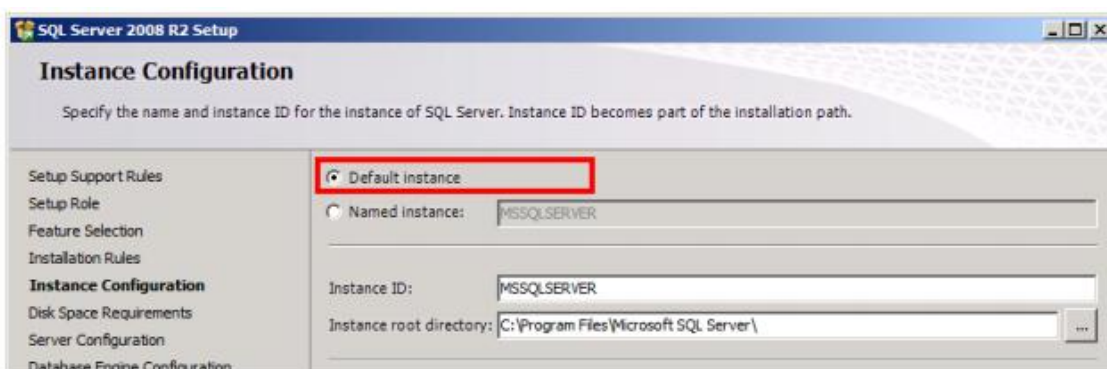 SQL Server 2008 R2 Setup
Instance Configuration
Specify the name and instance ID for the instance of SQL Server. Instance ID becomes part of the installation path.
Setup Support Rules
Setup Role
Feature Selection
Installation Rules
Instance Configuration
Disk Space Requirements
Server Configuration
Database Engine Configuration
Default instance
Named instance: MSSQLSERVER
Instance ID: MSSQLSERVER
Instance root directory: C:\Program Files\Microsoft SQL Server\ ...